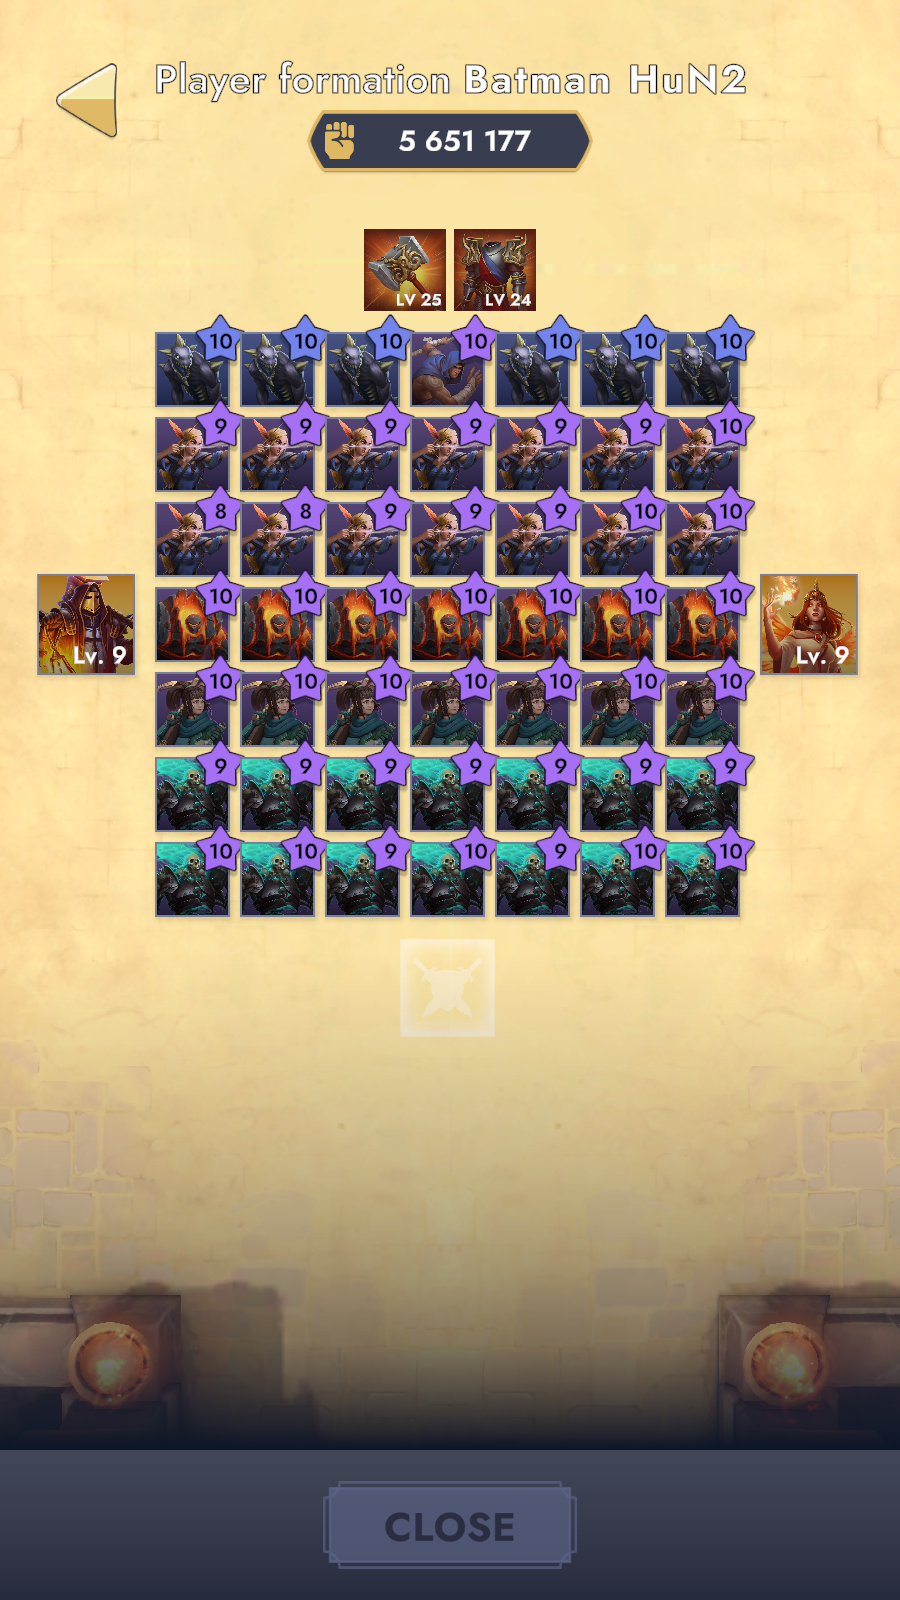 Player formation Batman HuN2
5 651 177
LV 25 LV 24
10 10 10 10 10 10 10
9 9 9 9 9 9 10
8 8 9 9 9 10 10
10 10 10 10 10 10 10
Lv. 9 Lv. 9
10 10 10 10 10 10 10
9 9 9 9 9 9 9
10 10 9 10 9 10 10
CLOSE